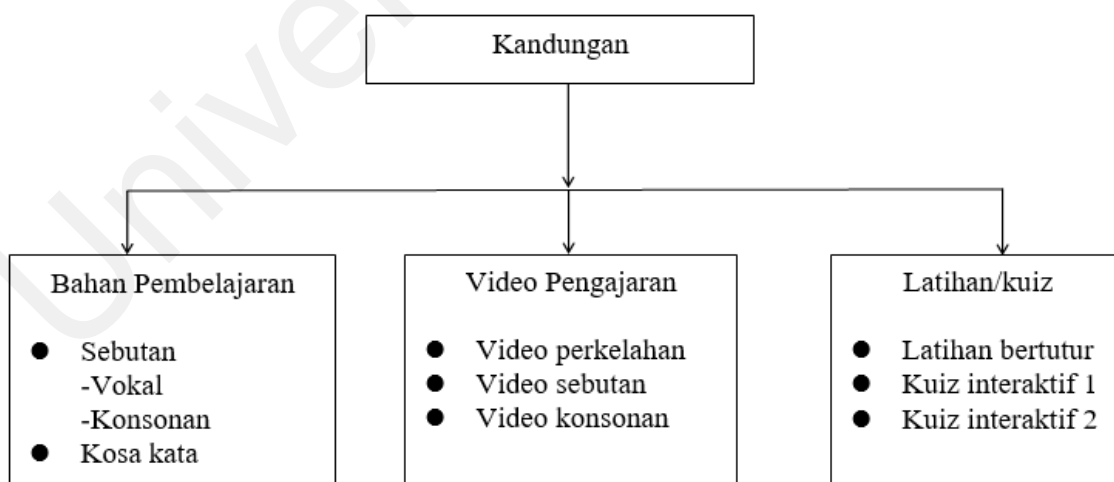 Kandungan
Bahan Pembelajaran
● Sebutan
-Vokal
-Konsonan
● Kosa kata
Video Pengajaran
● Video perkelahan
● Video sebutan
● Video konsonan
Latihan/kuiz
● Latihan bertutur
● Kuiz interaktif 1
● Kuiz interaktif 2
Univer